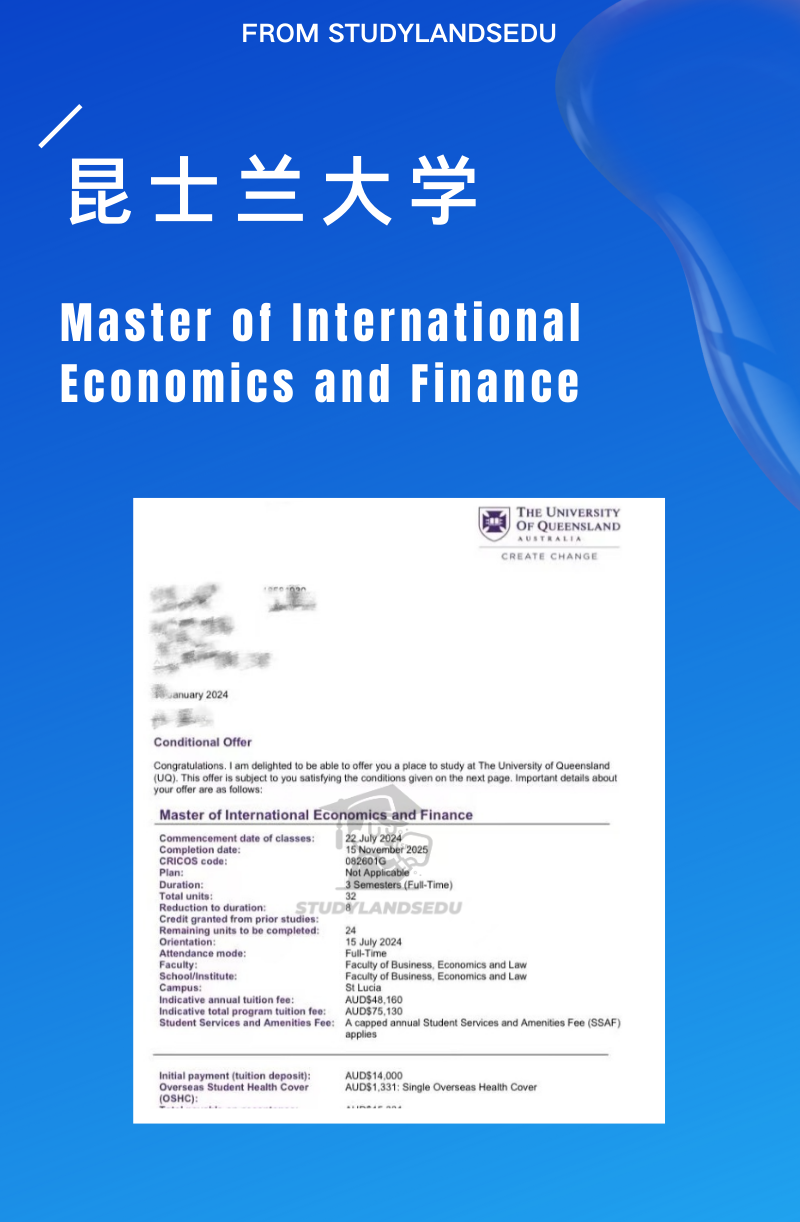 FROM STUDYLANDSEDU
昆士兰大学
Master of International
Economics and Finance
THE UNIVERSITY
OF QUEENSLAND
AUSTRALIA
CREATE CHANGE
January 2024
Conditional Offer
Congratulations. I am delighted to be able to offer you a place to study at The University of Queensland
(UQ). This offer is subject to you satisfying the conditions given on the next page. Important details about
your offer are as follows:
Master of International Economics and Finance
Commencement date of classes: 22 July 2024
Completion date: 15 November 2025
CRICOS code: 082601G
Plan: Not Applicable
Duration: 3 Semesters (Full-Time)
Total units: 32
Reduction to duration: 8
STUDYLANDSEDU
Credit granted from prior studies:
Remaining units to be completed: 24
Orientation: 15 July 2024
Attendance mode: Full-Time
Faculty: Faculty of Business, Economics and Law
School/Institute: Faculty of Business, Economics and Law
Campus: St Lucia
Indicative annual tuition fee: AUD$48,160
Indicative total program tuition fee: AUD$75,130
Student Services and Amenities Fee: A capped annual Student Services and Amenities Fee (SSAF)
applies
Initial payment (tuition deposit): AUD$14,000
Overseas Student Health Cover AUD$1,331: Single Overseas Health Cover
(OSHC):